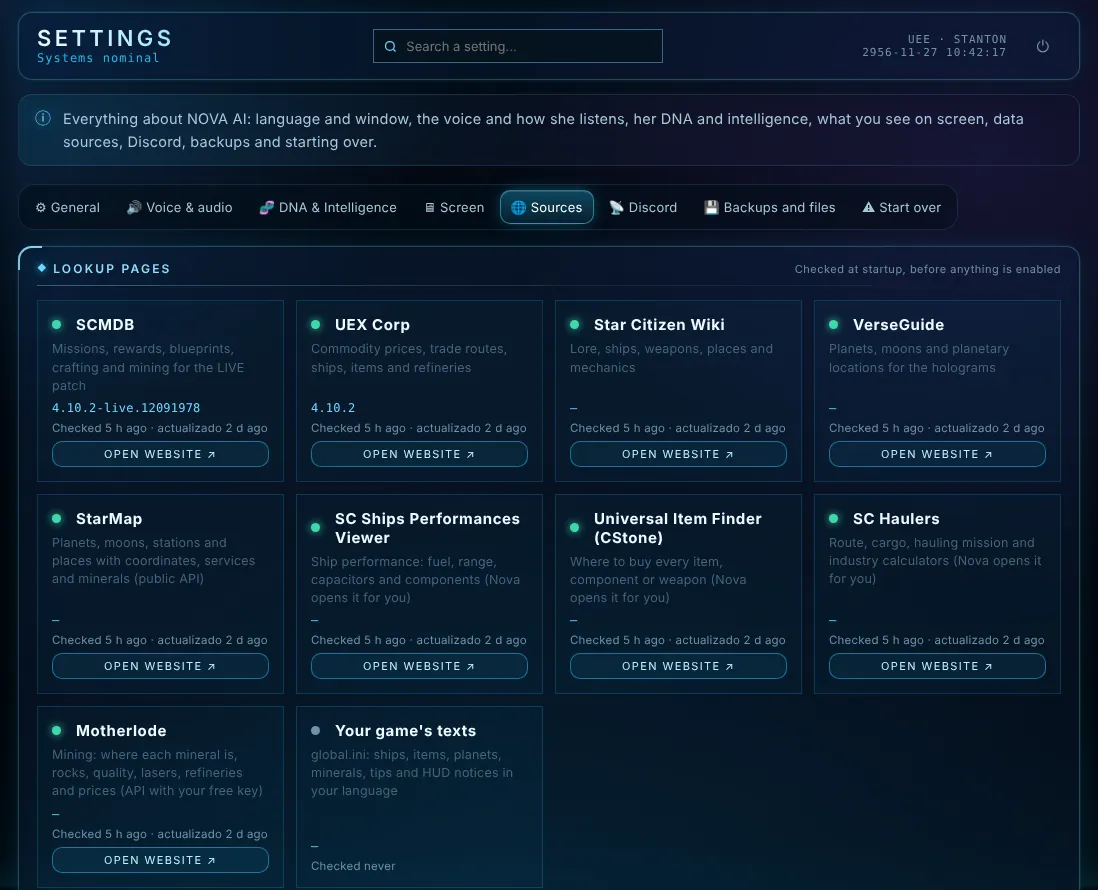 SETTINGS
Systems nominal
Search a setting...
UEE · STANTON
2956-11-27 10:42:17
Everything about NOVA AI: language and window, the voice and how she listens, her DNA and intelligence, what you see on screen, data
sources, Discord, backups and starting over.
General
Voice & audio
DNA & Intelligence
Screen
Sources
Discord
Backups and files
Start over
LOOKUP PAGES
Checked at startup, before anything is enabled
SCMDB
Missions, rewards, blueprints,
crafting and mining for the LIVE
patch
4.10.2-live.12091978
Checked 5 h ago · actualizado 2 d ago
OPEN WEBSITE ↗
UEX Corp
Commodity prices, trade routes,
ships, items and refineries
4.10.2
Checked 5 h ago · actualizado 2 d ago
OPEN WEBSITE ↗
Star Citizen Wiki
Lore, ships, weapons, places and
mechanics
—
Checked 5 h ago · actualizado 2 d ago
OPEN WEBSITE ↗
VerseGuide
Planets, moons and planetary
locations for the holograms
—
Checked 5 h ago · actualizado 2 d ago
OPEN WEBSITE ↗
StarMap
Planets, moons, stations and
places with coordinates, services
and minerals (public API)
—
Checked 5 h ago · actualizado 2 d ago
OPEN WEBSITE ↗
SC Ships Performances
Viewer
Ship performance: fuel, range,
capacitors and components (Nova
opens it for you)
—
Checked 5 h ago · actualizado 2 d ago
OPEN WEBSITE ↗
Universal Item Finder
(CStone)
Where to buy every item,
component or weapon (Nova
opens it for you)
—
Checked 5 h ago · actualizado 2 d ago
OPEN WEBSITE ↗
SC Haulers
Route, cargo, hauling mission and
industry calculators (Nova opens it
for you)
—
Checked 5 h ago · actualizado 2 d ago
OPEN WEBSITE ↗
Motherlode
Mining: where each mineral is,
rocks, quality, lasers, refineries
and prices (API with your free key)
—
Checked 5 h ago · actualizado 2 d ago
OPEN WEBSITE ↗
Your game's texts
global.ini: ships, items, planets,
minerals, tips and HUD notices in
your language
—
Checked never